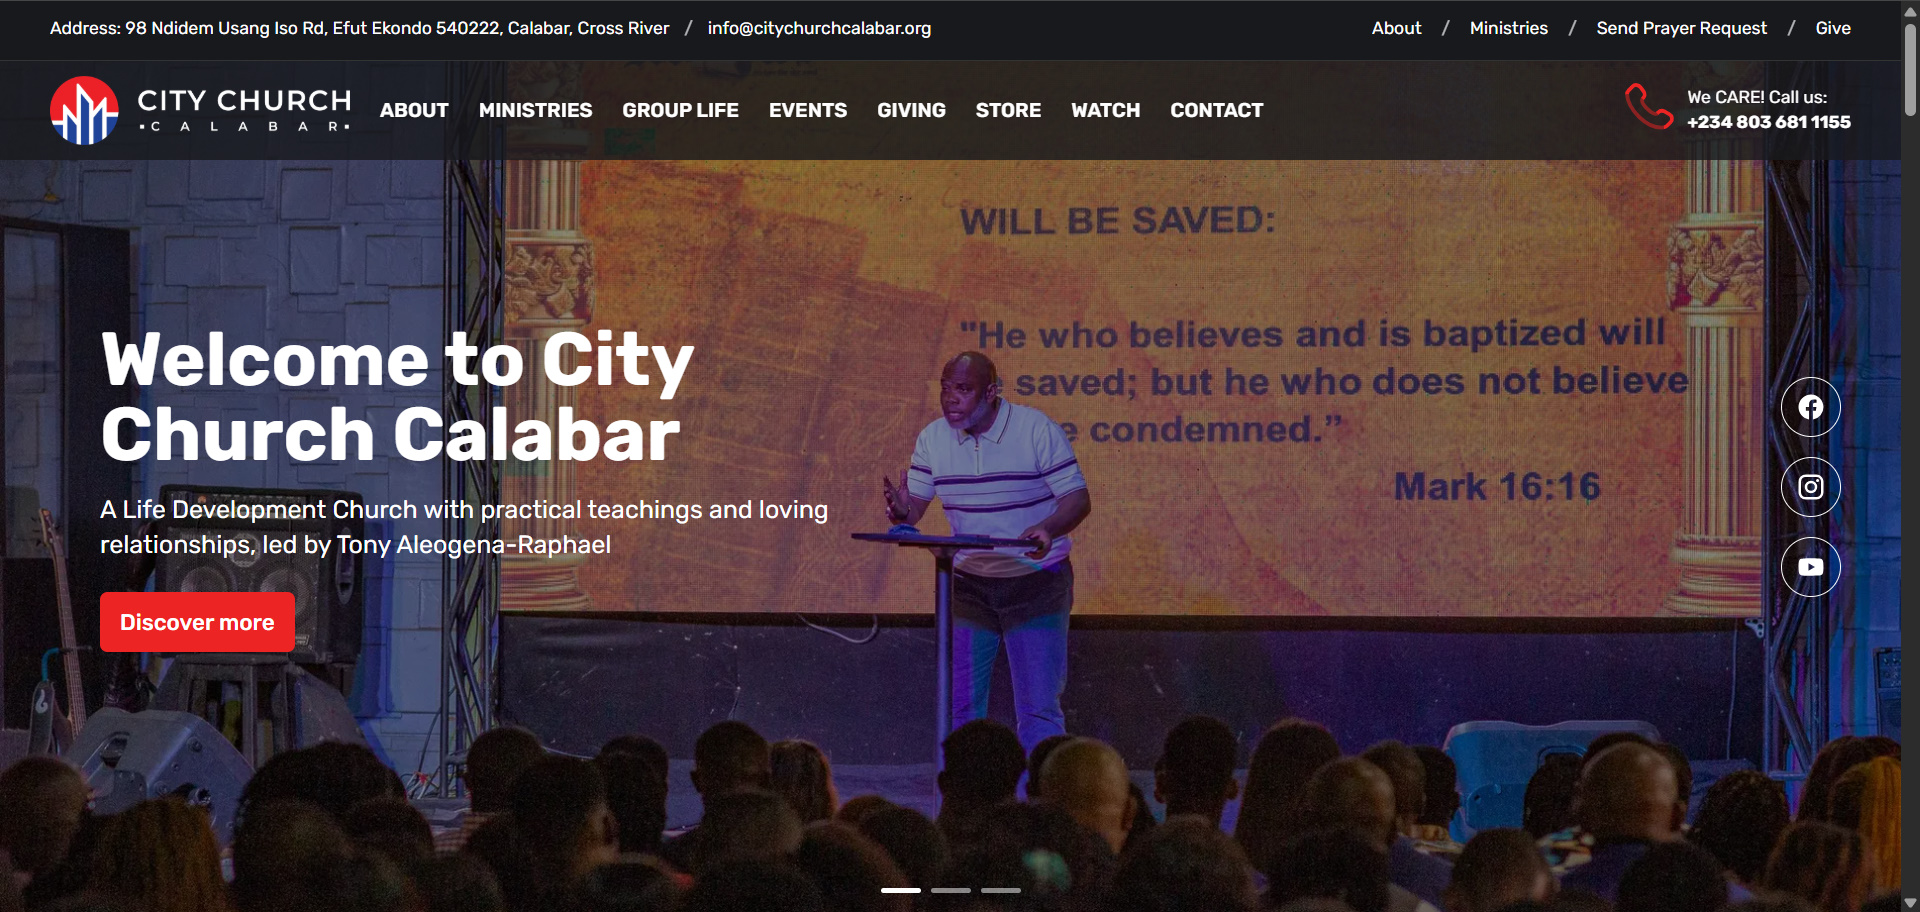 Address: 98 Ndidem Usang Iso Rd, Efut Ekondo 540222, Calabar, Cross River / info@citychurchcalabar.org
About / Ministries / Send Prayer Request / Give
CITY CHURCH
CALABAR
ABOUT MINISTRIES GROUP LIFE EVENTS GIVING STORE WATCH CONTACT
We CARE! Call us:
+234 803 681 1155
WILL BE SAVED:
"He who believes and is baptized will
saved; but he who does not believe
condemned.”
Mark 16:16
Welcome to City
Church Calabar
A Life Development Church with practical teachings and loving
relationships, led by Tony Aleogena-Raphael
Discover more